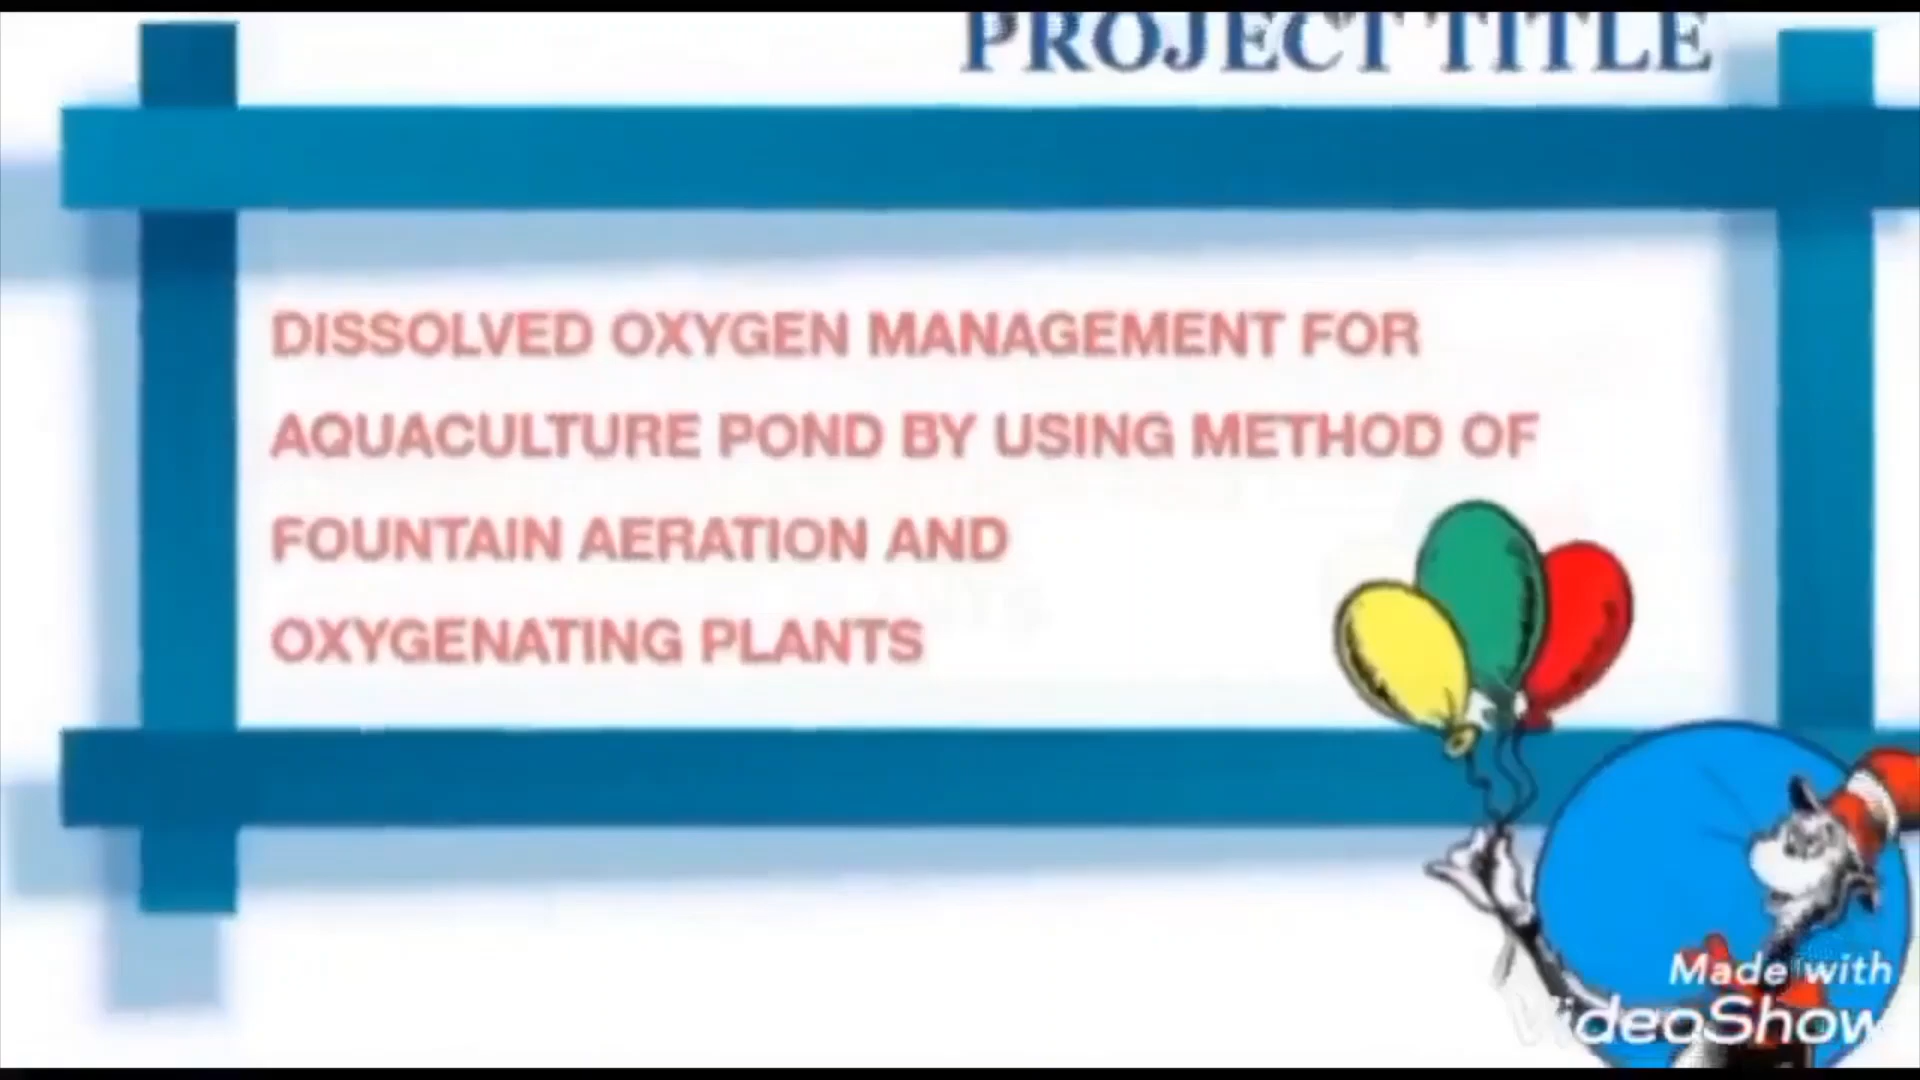 PROJECT TITLE
DISSOLVED OXYGEN MANAGEMENT FOR
AQUACULTURE POND BY USING METHOD OF
FOUNTAIN AERATION AND
OXYGENATING PLANTS
Made with
VideoShow